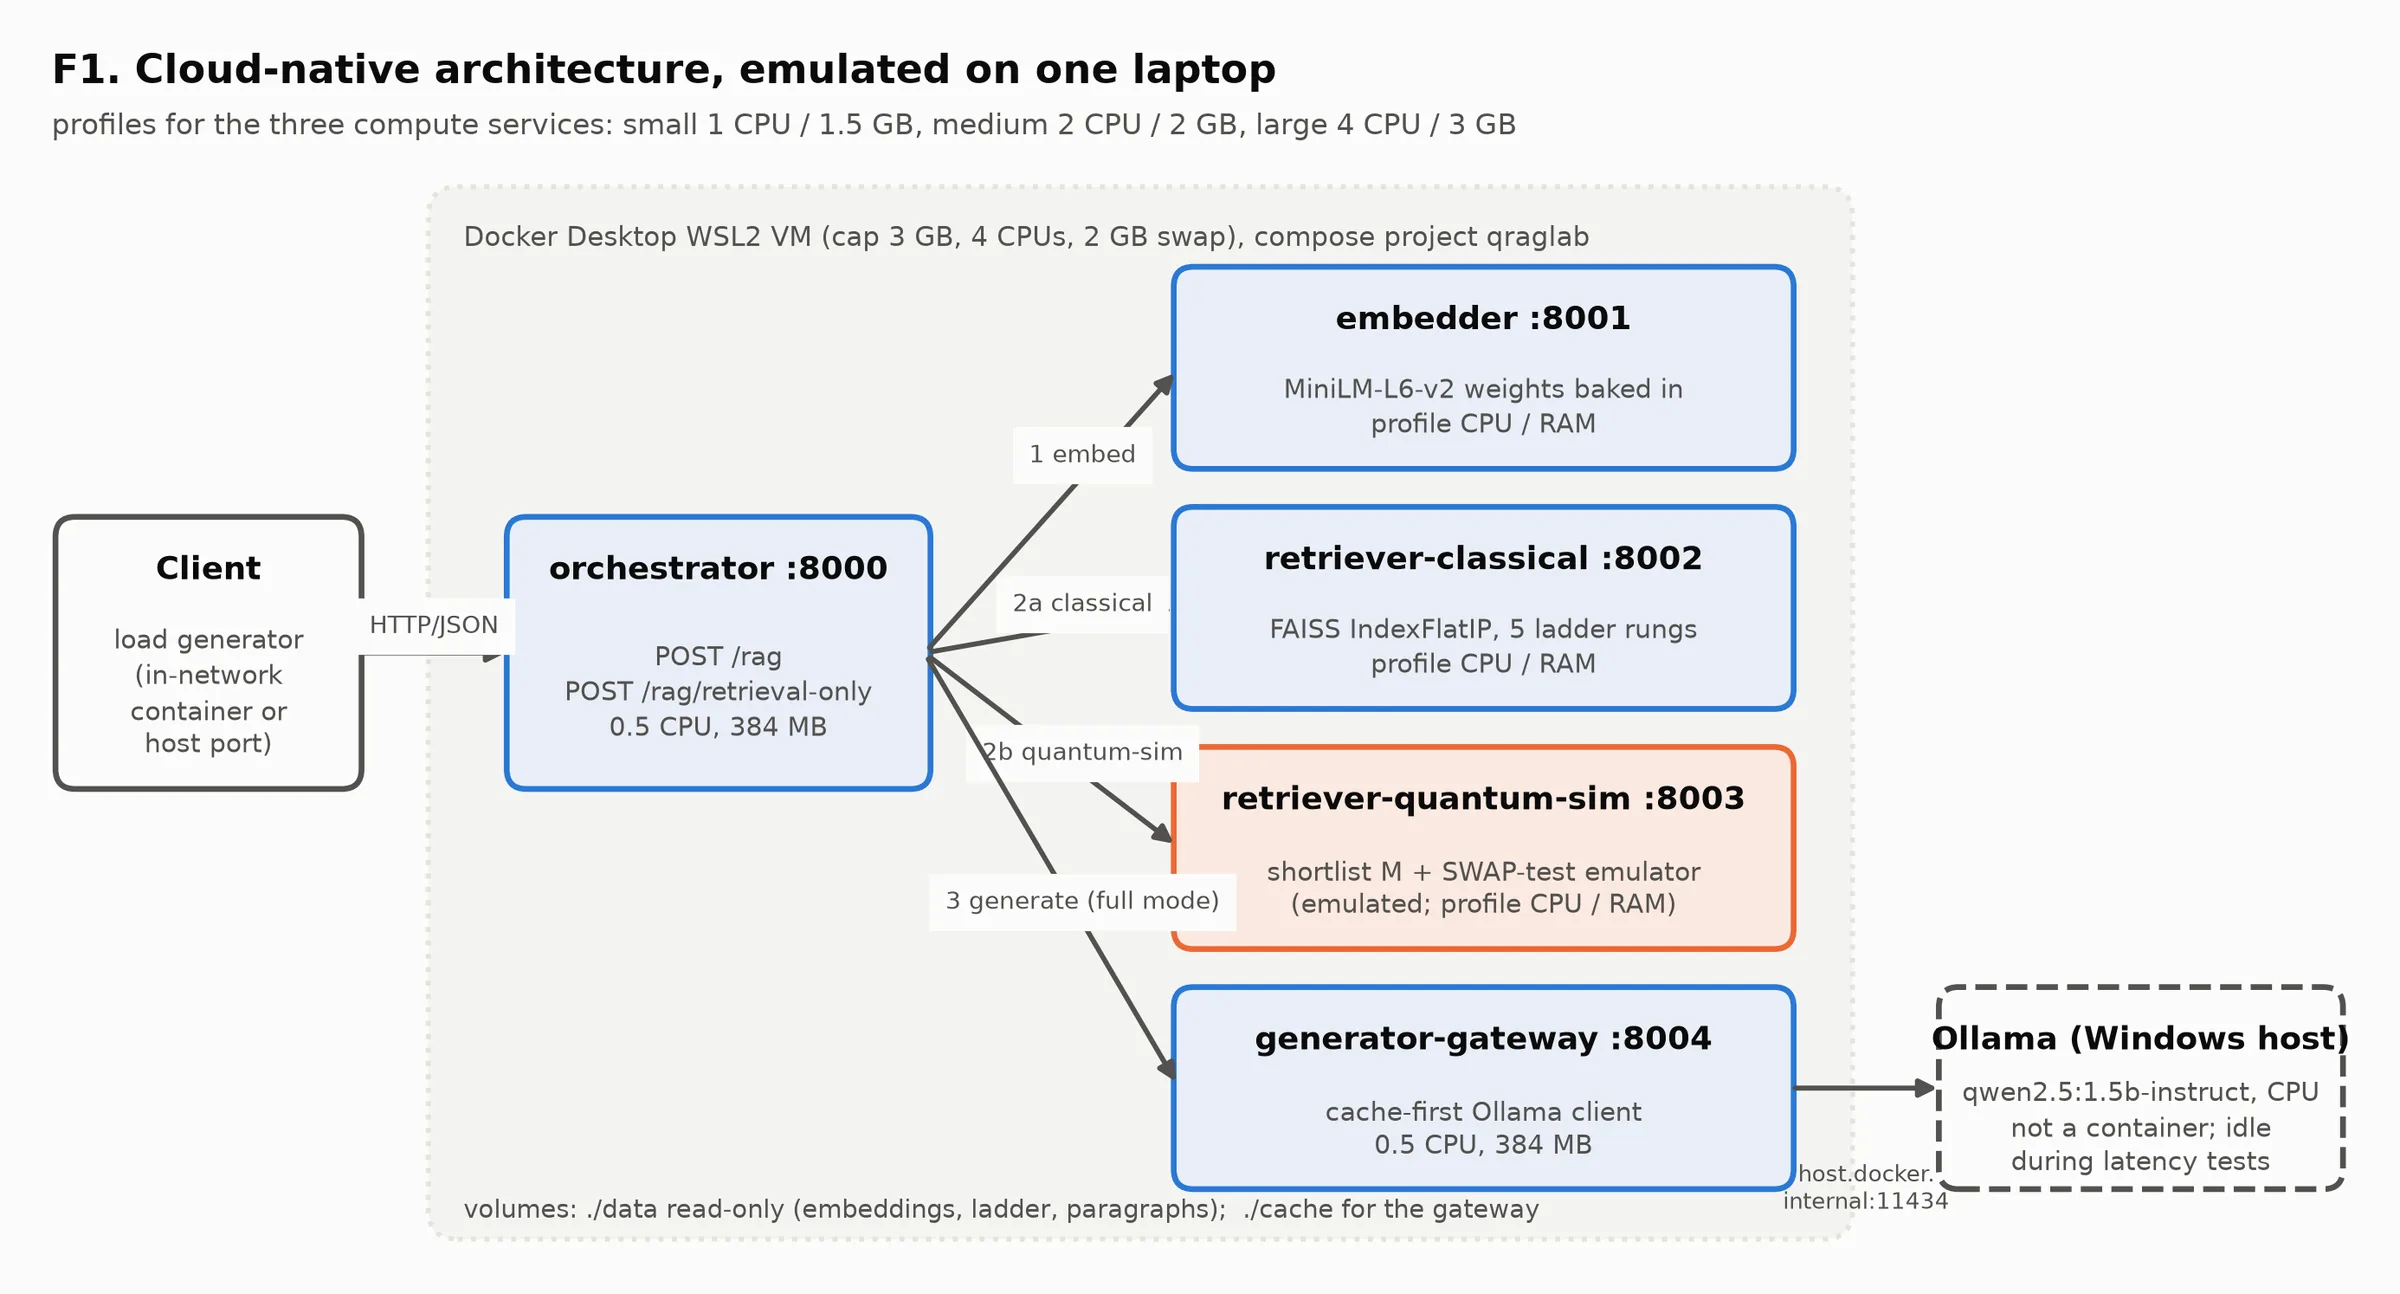 F1. Cloud-native architecture, emulated on one laptop
profiles for the three compute services: small 1 CPU / 1.5 GB, medium 2 CPU / 2 GB, large 4 CPU / 3 GB
Docker Desktop WSL2 VM (cap 3 GB, 4 CPUs, 2 GB swap), compose project qraglab
Client
load generator
(in-network
container or
host port)
HTTP/JSON
orchestrator :8000
POST /rag
POST /rag/retrieval-only
0.5 CPU, 384 MB
1 embed
2a classical
2b quantum-sim
3 generate (full mode)
embedder :8001
MiniLM-L6-v2 weights baked in
profile CPU / RAM
retriever-classical :8002
FAISS IndexFlatIP, 5 ladder rungs
profile CPU / RAM
retriever-quantum-sim :8003
shortlist M + SWAP-test emulator
(emulated; profile CPU / RAM)
generator-gateway :8004
cache-first Ollama client
0.5 CPU, 384 MB
host.docker.
internal:11434
Ollama (Windows host)
qwen2.5:1.5b-instruct, CPU
not a container; idle
during latency tests
volumes: ./data read-only (embeddings, ladder, paragraphs);  ./cache for the gateway